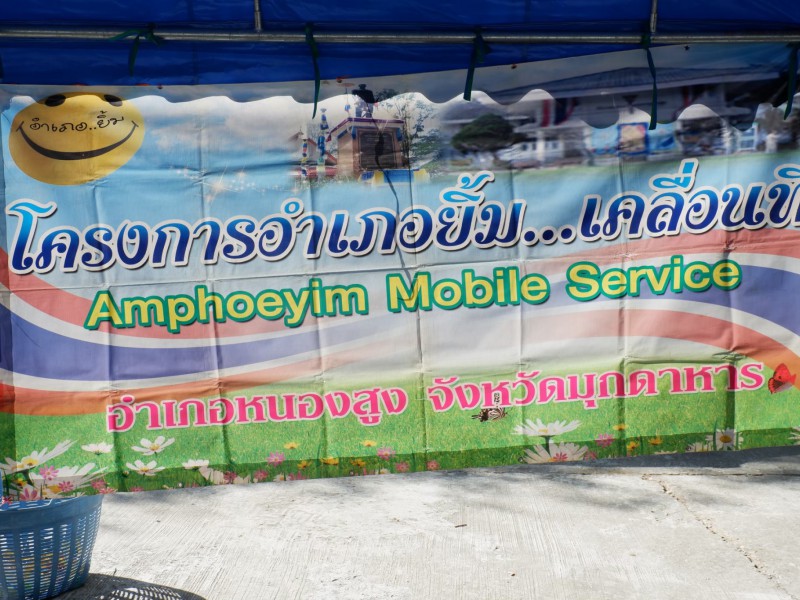 อำเภอ..ยิ้ม
โครงการอำเภอยิ้ม...เคลื่อนที
Amphoeyim Mobile Service
อำเภอหนองสูง จังหวัดมุกดาหาร